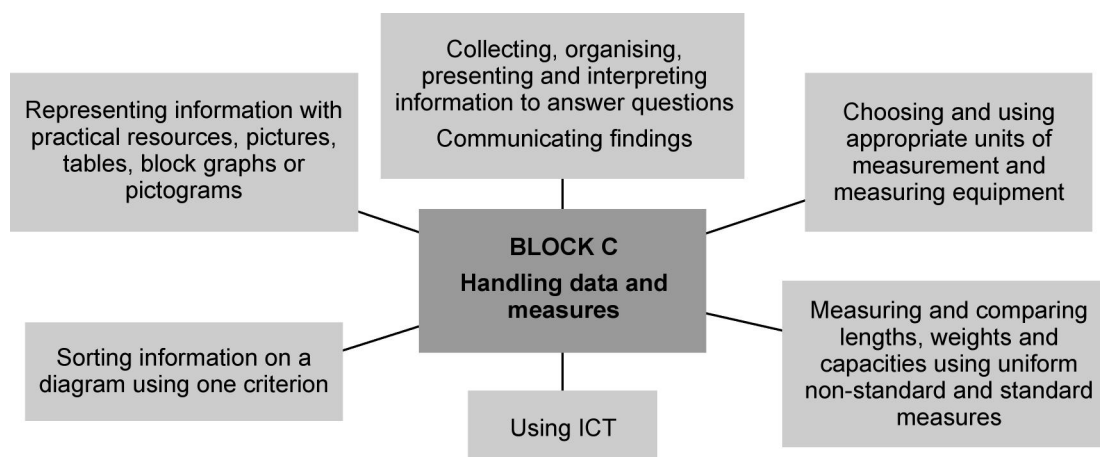 Collecting, organising,
presenting and interpreting
information to answer questions
Communicating findings
Representing information with
practical resources, pictures,
tables, block graphs or
pictograms
Choosing and using
appropriate units of
measurement and
measuring equipment
BLOCK C
Handling data and
measures
Sorting information on a
diagram using one criterion
Using ICT
Measuring and comparing
lengths, weights and
capacities using uniform
non-standard and standard
measures